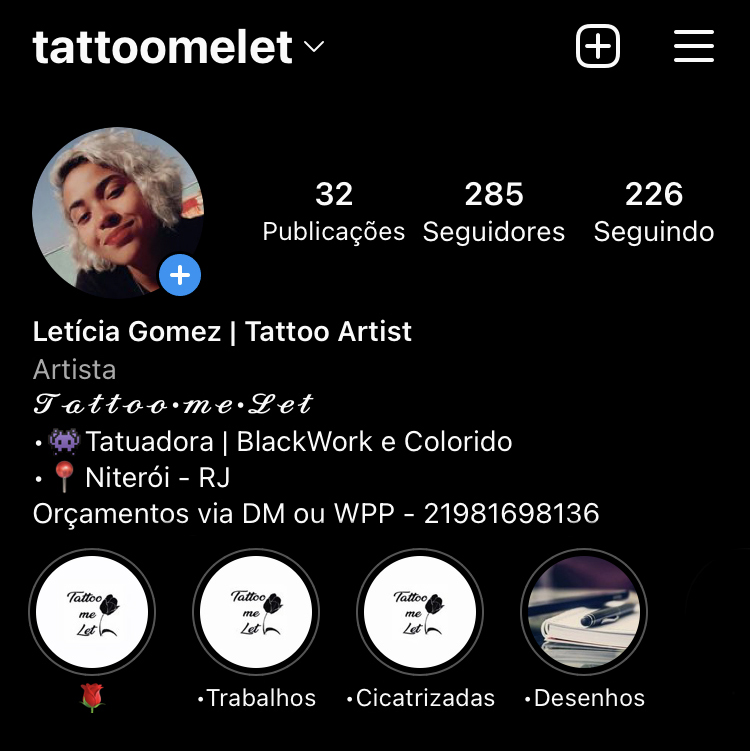 tattoomelet
32 285 226
Publicações Seguidores Seguindo
Letícia Gomez | Tattoo Artist
Artista
𝓣𝓪𝓽𝓽𝓸𝓸•𝓶𝓮•𝓛𝓮𝓽
•👾Tatuadora | BlackWork e Colorido
•📍Niterói - RJ
Orçamentos via DM ou WPP - 21981698136
Tattoo Tattoo Tattoo
me me me
Let Let Let
🌹 •Trabalhos •Cicatrizadas •Desenhos